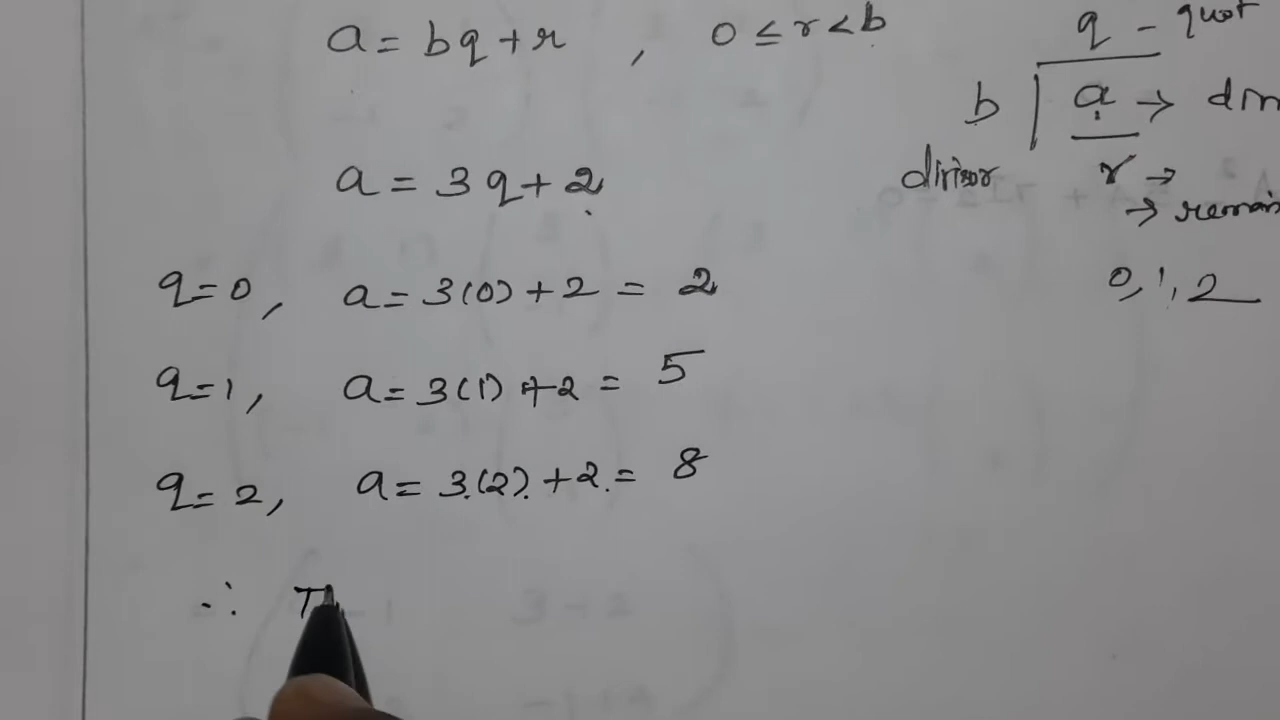 a = bq + r , 0 ≤ r < b
q - quot
b a → din
divisor r →
→ remain
a = 3q + 2
q = 0, a = 3(0) + 2 = 2
0, 1, 2
q = 1, a = 3(1) + 2 = 5
q = 2, a = 3(2) + 2 = 8
∴ T